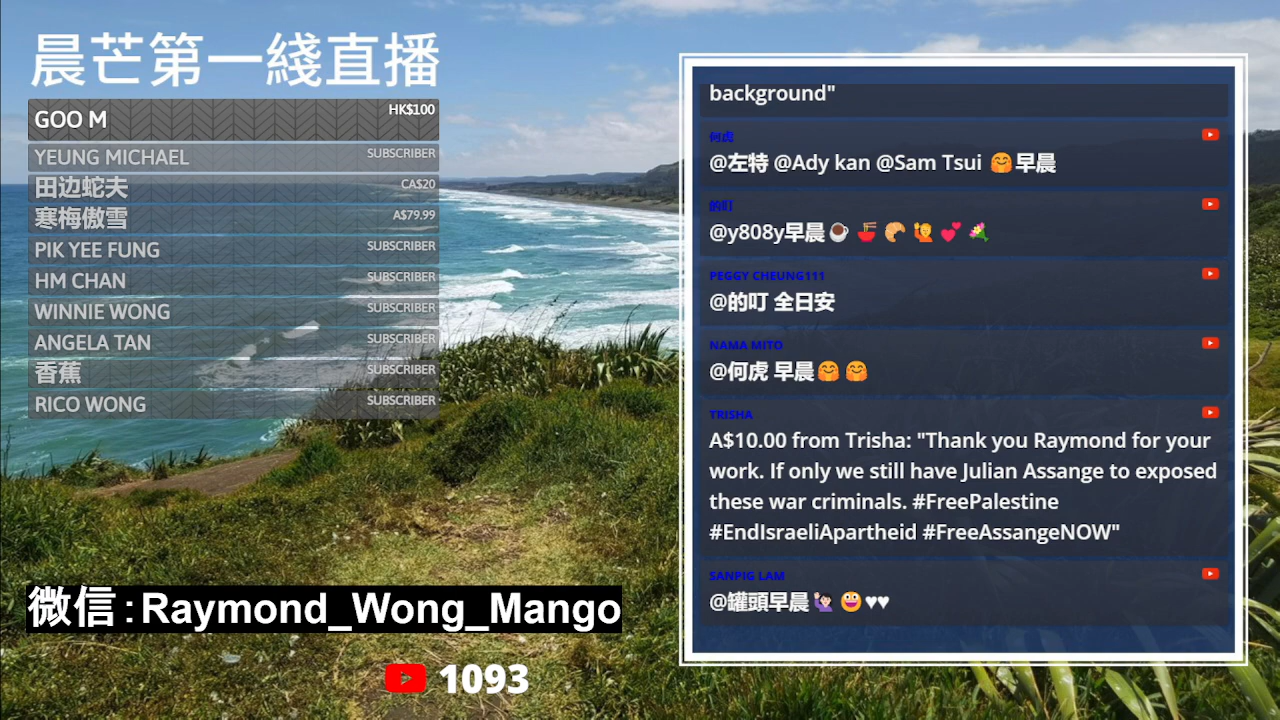 晨芒第一綫直播
GOO M HK$100
YEUNG MICHAEL SUBSCRIBER
田边蛇夫 CA$20
寒梅傲雪 A$79.99
PIK YEE FUNG SUBSCRIBER
HM CHAN SUBSCRIBER
WINNIE WONG SUBSCRIBER
ANGELA TAN SUBSCRIBER
香蕉 SUBSCRIBER
RICO WONG SUBSCRIBER
微信:Raymond_Wong_Mango
1093
background"
何虎
@左特 @Ady kan @Sam Tsui 🤗早晨
的叮
@y808y早晨☕🍜🥐🙋💕💐
PEGGY CHEUNG111
@的叮 全日安
NAMA MITO
@何虎 早晨🤗🤗
TRISHA
A$10.00 from Trisha: "Thank you Raymond for your
work. If only we still have Julian Assange to exposed
these war criminals. #FreePalestine
#EndIsraeliApartheid #FreeAssangeNOW"
SANPIG LAM
@罐頭早晨🙋🏻‍♀️😃♥♥